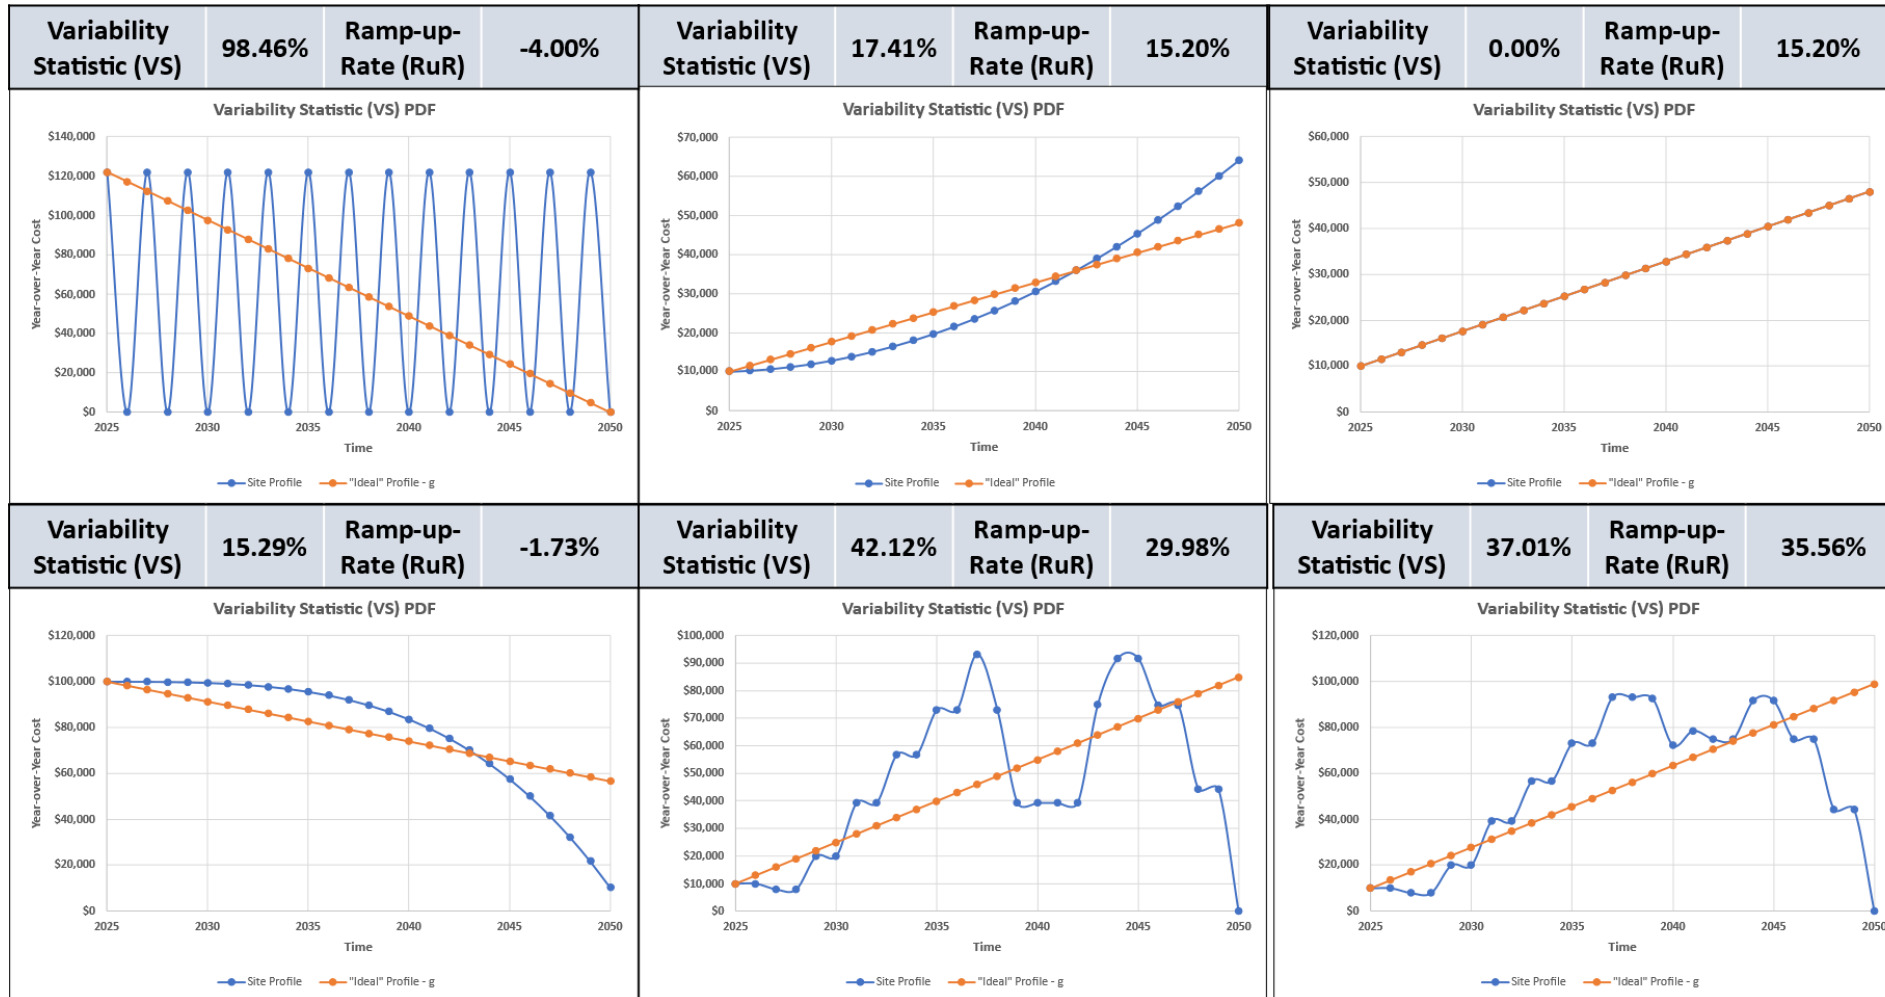 Variability Statistic (VS) 98.46% Ramp-up-Rate (RuR) -4.00%
Variability Statistic (VS) PDF
$140,000
$120,000
$100,000
$80,000
$60,000
$40,000
$20,000
$0
Year-over-Year Cost
2025 2030 2035 2040 2045 2050
Time
Site Profile "Ideal" Profile - g
Variability Statistic (VS) 17.41% Ramp-up-Rate (RuR) 15.20%
Variability Statistic (VS) PDF
$70,000
$60,000
$50,000
$40,000
$30,000
$20,000
$10,000
$0
Year-over-Year Cost
2025 2030 2035 2040 2045 2050
Time
Site Profile "Ideal" Profile
Variability Statistic (VS) 0.00% Ramp-up-Rate (RuR) 15.20%
Variability Statistic (VS) PDF
$60,000
$50,000
$40,000
$30,000
$20,000
$10,000
$0
Year-over-Year Cost
2025 2030 2035 2040 2045 2050
Time
Site Profile "Ideal" Profile - g
Variability Statistic (VS) 15.29% Ramp-up-Rate (RuR) -1.73%
Variability Statistic (VS) PDF
$120,000
$100,000
$80,000
$60,000
$40,000
$20,000
$0
Year-over-Year Cost
2025 2030 2035 2040 2045 2050
Time
Site Profile "Ideal" Profile - g
Variability Statistic (VS) 42.12% Ramp-up-Rate (RuR) 29.98%
Variability Statistic (VS) PDF
$100,000
$90,000
$80,000
$70,000
$60,000
$50,000
$40,000
$30,000
$20,000
$10,000
$0
Year-over-Year Cost
2025 2030 2035 2040 2045 2050
Time
Site Profile "Ideal" Profile - g
Variability Statistic (VS) 37.01% Ramp-up-Rate (RuR) 35.56%
Variability Statistic (VS) PDF
$120,000
$100,000
$80,000
$60,000
$40,000
$20,000
$0
Year-over-Year Cost
2025 2030 2035 2040 2045 2050
Time
Site Profile "Ideal" Profile - g